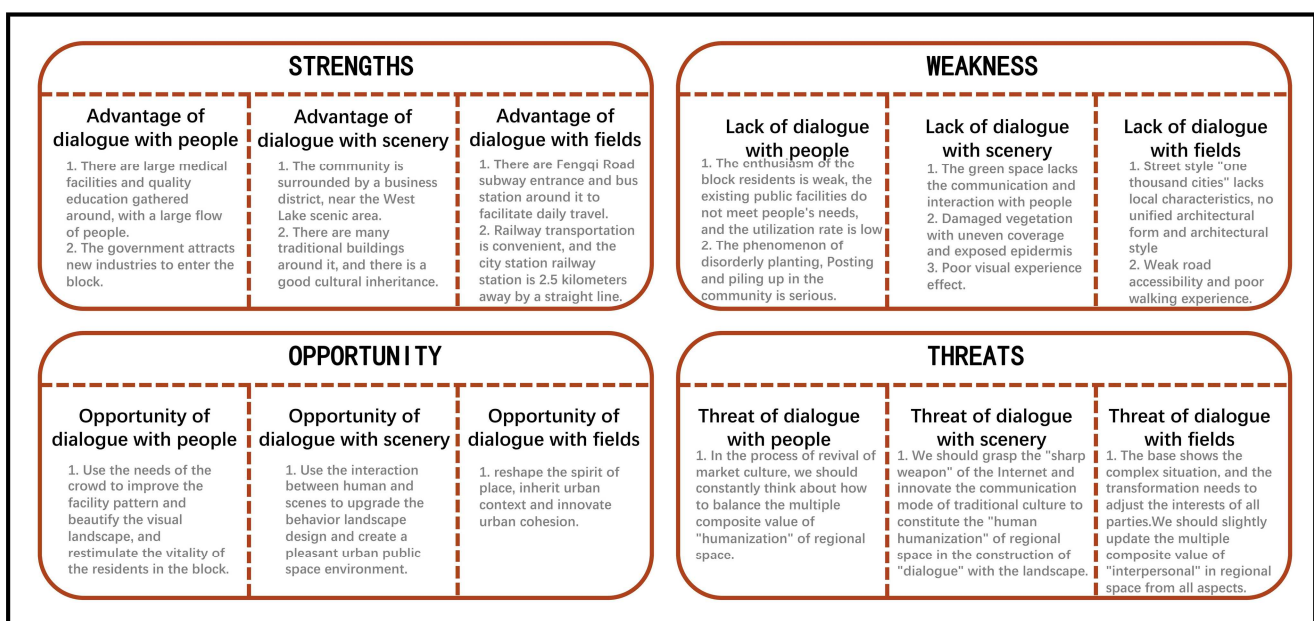 STRENGTHS
Advantage of
dialogue with people
1. There are large medical
facilities and quality
education gathered
around, with a large flow
of people.
2. The government attracts
new industries to enter the
block.
Advantage of
dialogue with scenery
1. The community is
surrounded by a business
district, near the West
Lake scenic area.
2. There are many
traditional buildings
around it, and there is a
good cultural inheritance.
Advantage of
dialogue with fields
1. There are Fengqi Road
subway entrance and bus
station around it to
facilitate daily travel.
2. Railway transportation
is convenient, and the
city station railway
station is 2.5 kilometers
away by a straight line.
WEAKNESS
Lack of dialogue
with people
1. The enthusiasm of the
block residents is weak, the
existing public facilities do
not meet people's needs,
and the utilization rate is low
2. The phenomenon of
disorderly planting, Posting
and piling up in the
community is serious.
Lack of dialogue
with scenery
1. The green space lacks
the communication and
interaction with people
2. Damaged vegetation
with uneven coverage
and exposed epidermis
3. Poor visual experience
effect.
Lack of dialogue
with fields
1. Street style "one
thousand cities" lacks
local characteristics, no
unified architectural
form and architectural
style
2. Weak road
accessibility and poor
walking experience.
OPPORTUNITY
Opportunity of
dialogue with people
1. Use the needs of the
crowd to improve the
facility pattern and
beautify the visual
landscape, and
restimulate the vitality of
the residents in the block.
Opportunity of
dialogue with scenery
1. Use the interaction
between human and
scenes to upgrade the
behavior landscape
design and create a
pleasant urban public
space environment.
Opportunity of
dialogue with fields
1. reshape the spirit of
place, inherit urban
context and innovate
urban cohesion.
THREATS
Threat of dialogue
with people
1. In the process of revival of
market culture, we should
constantly think about how
to balance the multiple
composite value of
"humanization" of regional
space.
Threat of dialogue
with scenery
1. We should grasp the "sharp
weapon" of the Internet and
innovate the communication
mode of traditional culture to
constitute the "human
humanization" of regional
space in the construction of
"dialogue" with the landscape.
Threat of dialogue
with fields
1. The base shows the
complex situation, and the
transformation needs to
adjust the interests of all
parties.We should slightly
update the multiple
composite value of
"interpersonal" in regional
space from all aspects.